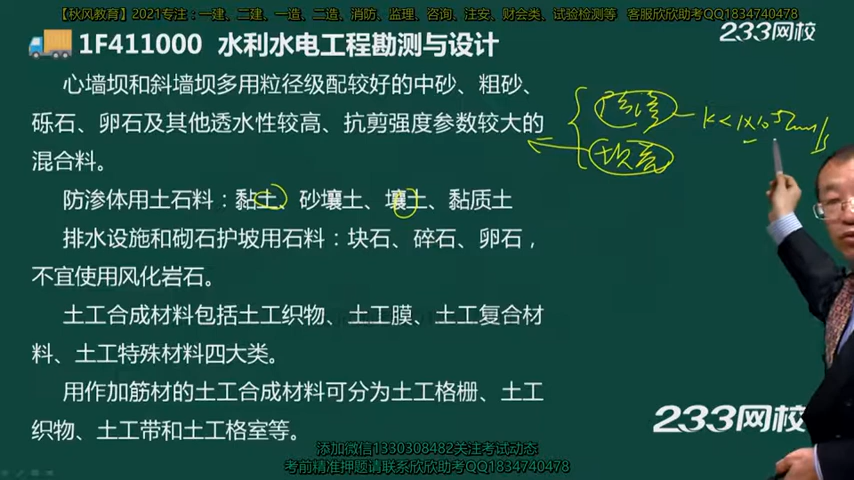 【秋风教育】2021专注：一建、二建、一造、二造、消防、监理、咨询、注安、财会类、试验检测等 客服欣欣助考QQ1834740478
233网校
1F411000 水利水电工程勘测与设计
心墙坝和斜墙坝多用粒径级配较好的中砂、粗砂、
砾石、卵石及其他透水性较高、抗剪强度参数较大的
混合料。
防渗体用土石料：黏土、砂壤土、壤土、黏质土
排水设施和砌石护坡用石料：块石、碎石、卵石，
不宜使用风化岩石。
土工合成材料包括土工织物、土工膜、土工复合材
料、土工特殊材料四大类。
用作加筋材的土工合成材料可分为土工格栅、土工
织物、土工带和土工格室等。
233网校
添加微信1330308482关注考试动态
考前精准押题请联系欣欣助考QQ1834740478